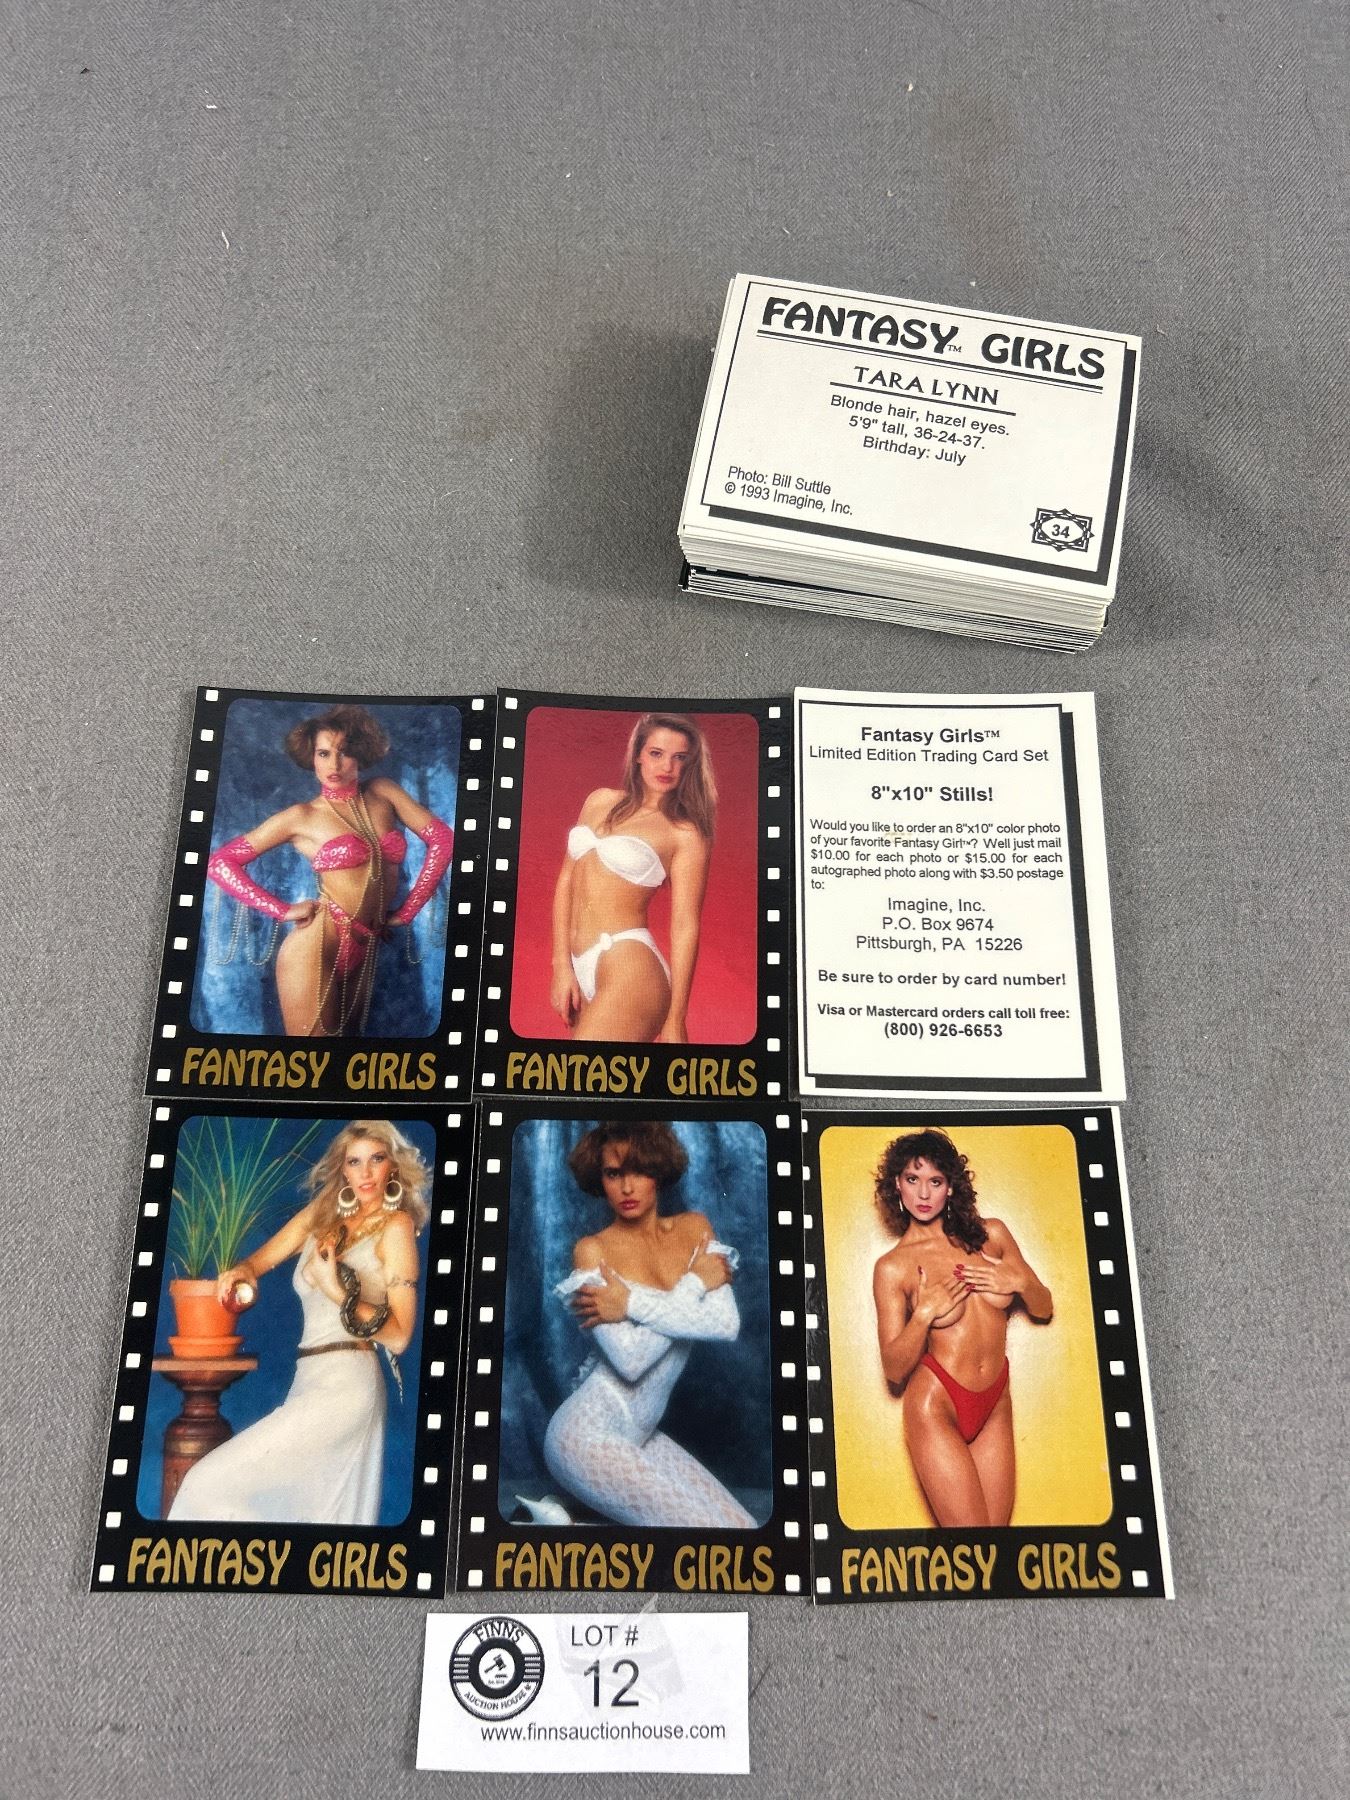 FANTASY™ GIRLS
TARA LYNN
Blonde hair, hazel eyes.
5'9" tall, 36-24-37.
Birthday: July
Photo: Bill Suttle
© 1993 Imagine, Inc.
34
FANTASY GIRLS
FANTASY GIRLS
Fantasy Girls™
Limited Edition Trading Card Set
8"x10" Stills!
Would you like to order an 8"x10" color photo
of your favorite Fantasy Girl™? Well just mail
$10.00 for each photo or $15.00 for each
autographed photo along with $3.50 postage
to:
Imagine, Inc.
P.O. Box 9674
Pittsburgh, PA 15226
Be sure to order by card number!
Visa or Mastercard orders call toll free:
(800) 926-6653
FANTASY GIRLS
FANTASY GIRLS
FANTASY GIRLS
FINNS
AUCTION HOUSE
LOT #
12
www.finnsauctionhouse.com